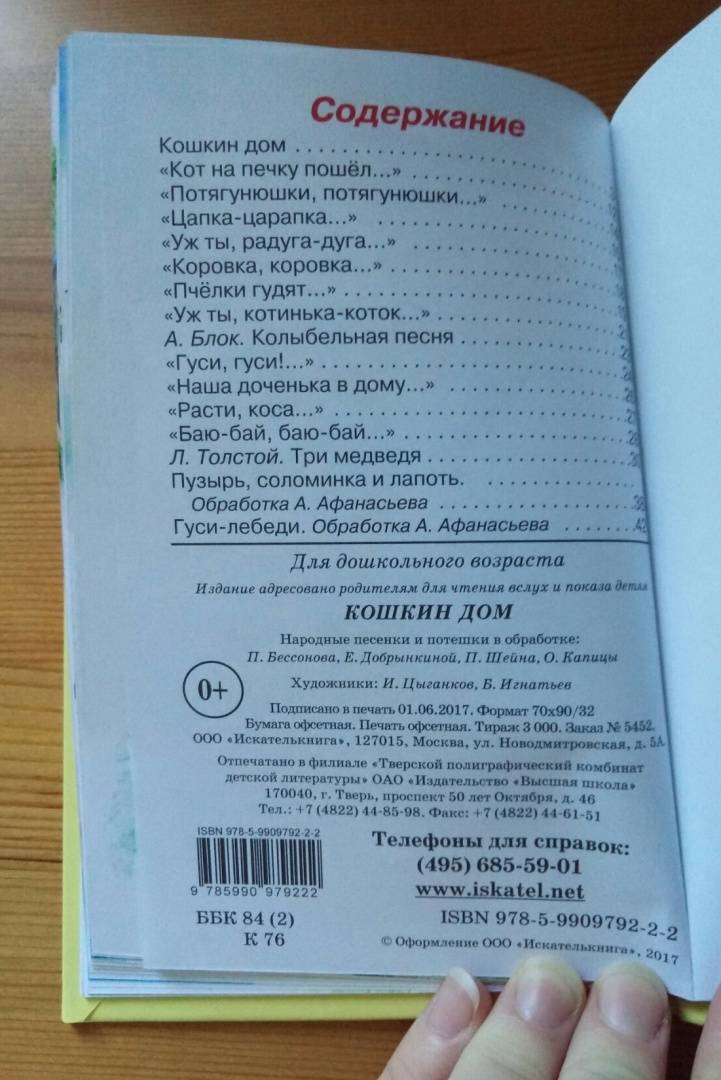 Содержание
Кошкин дом
«Кот на печку пошёл...»
«Потягунюшки, потягунюшки...»
«Цапка-царапка...»
«Уж ты, радуга-дуга...»
«Коровка, коровка...»
«Пчёлки гудят...»
«Уж ты, котинька-коток...»
А. Блок. Колыбельная песня
«Гуси, гуси!...»
«Наша доченька в дому...»
«Расти, коса...»
«Баю-бай, баю-бай...»
Л. Толстой. Три медведя
Пузырь, соломинка и лапоть.
Обработка А. Афанасьева
Гуси-лебеди. Обработка А. Афанасьева ....... 42
Для дошкольного возраста
Издание адресовано родителям для чтения вслух и показа детям
КОШКИН ДОМ
Народные песенки и потешки в обработке:
П. Бессонова, Е. Добрынкиной, П. Шейна, О. Капицы
0+
Художники: И. Цыганков, Б. Игнатьев
Подписано в печать 01.06.2017. Формат 70х90/32
Бумага офсетная. Печать офсетная. Тираж 3 000. Заказ № 5452.
ООО «Искателькнига», 127015, Москва, ул. Новодмитровская, д. 5А
Отпечатано в филиале «Тверской полиграфический комбинат
детской литературы» ОАО «Издательство «Высшая школа»
170040, г. Тверь, проспект 50 лет Октября, д. 46
Тел.: +7 (4822) 44-85-98. Факс: +7 (4822) 44-61-51
ISBN 978-5-9909792-2-2
9 785990 979222
Телефоны для справок:
(495) 685-59-01
www.iskatel.net
ББК 84 (2)
К 76
ISBN 978-5-9909792-2-2
© Оформление ООО «Искателькнига», 2017